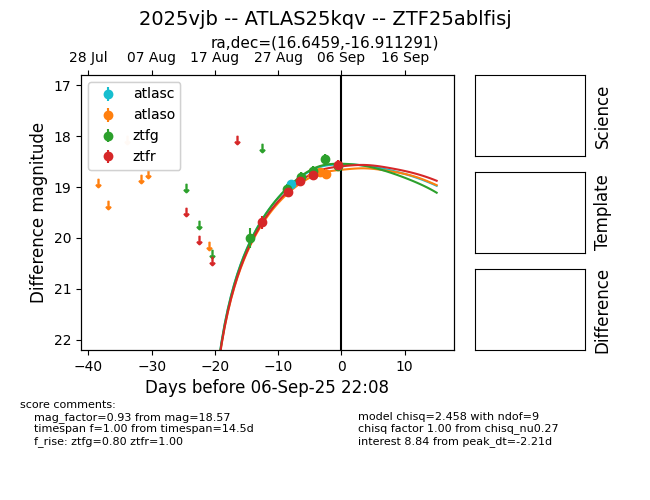 2025vjb -- ATLAS25kqv -- ZTF25ablfisj
ra,dec=(16.6459,-16.911291)
28 Jul 07 Aug 17 Aug 27 Aug 06 Sep 16 Sep
17
18
19
20
21
22
Difference magnitude
atlasc
atlaso
ztfg
ztfr
−40 −30 −20 −10 0 10
Days before 06-Sep-25 22:08
Science
Template
Difference
score comments:
mag_factor=0.93 from mag=18.57
timespan f=1.00 from timespan=14.5d
f_rise: ztfg=0.80 ztfr=1.00
model chisq=2.458 with ndof=9
chisq factor 1.00 from chisq_nu0.27
interest 8.84 from peak_dt=-2.21d